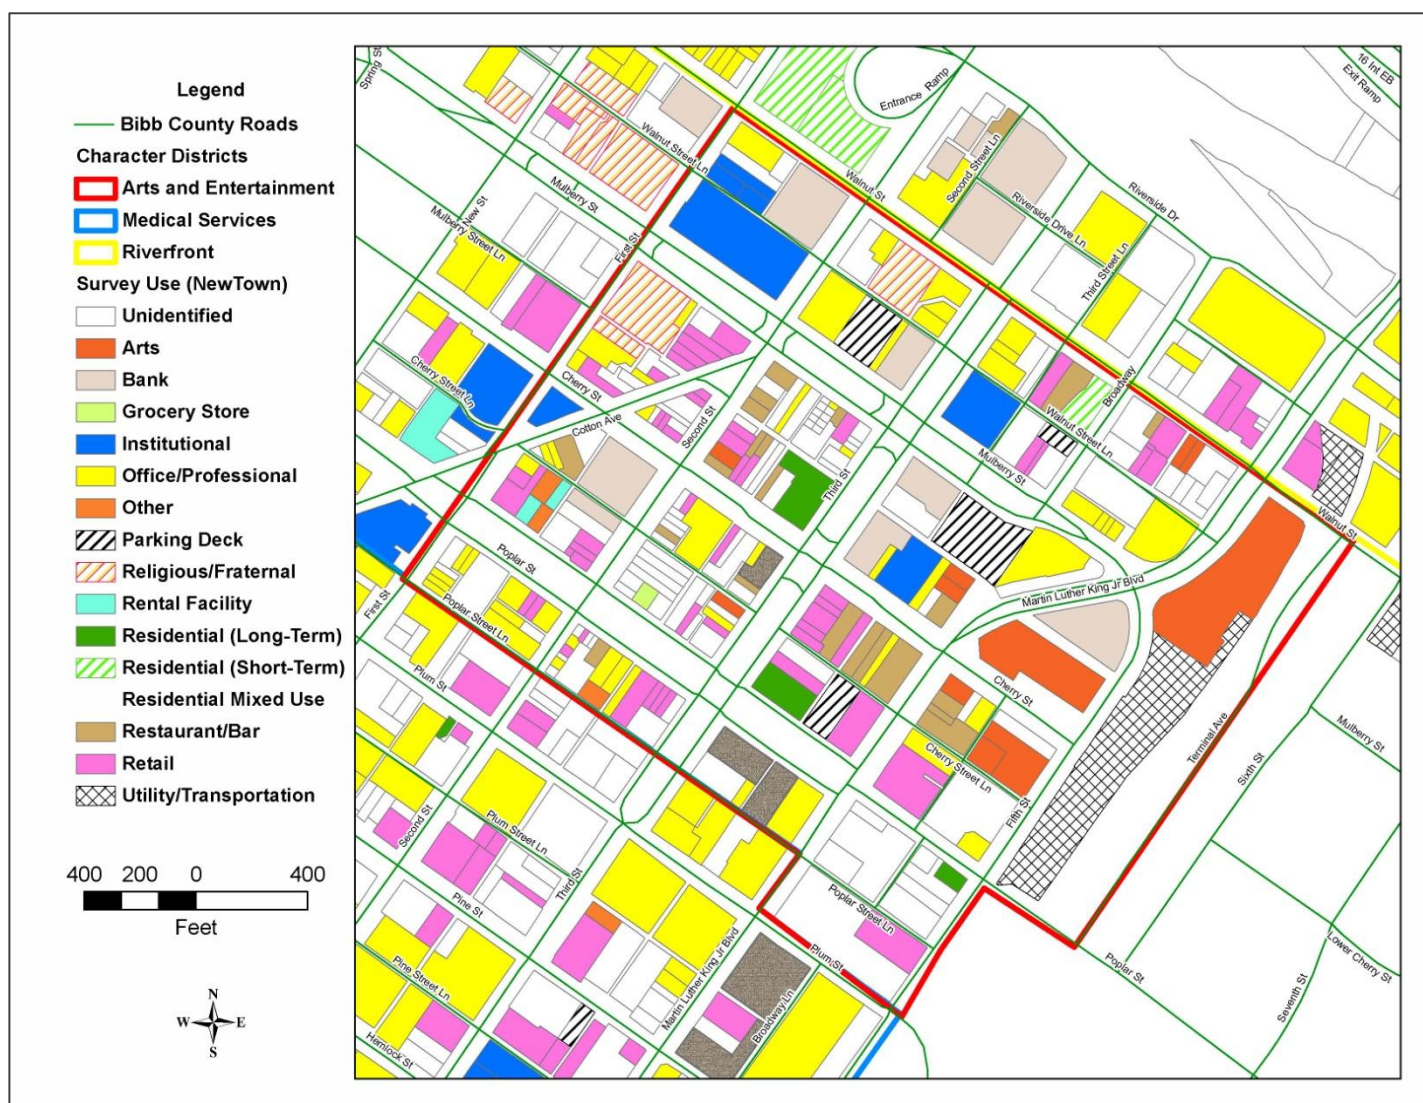 Legend
Bibb County Roads
Character Districts
Arts and Entertainment
Medical Services
Riverfront
Survey Use (NewTown)
Unidentified
Arts
Bank
Grocery Store
Institutional
Office/Professional
Other
Parking Deck
Religious/Fraternal
Rental Facility
Residential (Long-Term)
Residential (Short-Term)
Residential Mixed Use
Restaurant/Bar
Retail
Utility/Transportation
400 200 0 400
Feet
N
W E
S
Spring St
Entrance Ramp
16 Int EB
Exit Ramp
Walnut Street Ln
Mulberry St
Walnut St
Second Street Ln
Riverside Dr
Riverside Drive Ln
Third Street Ln
New St
Mulberry Street Ln
First St
Cherry Street Ln
Cherry St
Cotton Ave
Second St
Third St
Broadway
Walnut Street Ln
Mulberry St
Walnut St
Martin Luther King Jr Blvd
First St
Poplar St
Poplar Street Ln
Plum St
Cherry St
Cherry Street Ln
Fifth St
Terminal Ave
Sixth St
Mulberry St
Second St
Plum Street Ln
Third St
Pine St
Poplar Street Ln
Plum St
Poplar St
Lower Cherry St
Seventh St
Pine Street Ln
Hemlock St
Martin Luther King Jr Blvd
Broadway Ln